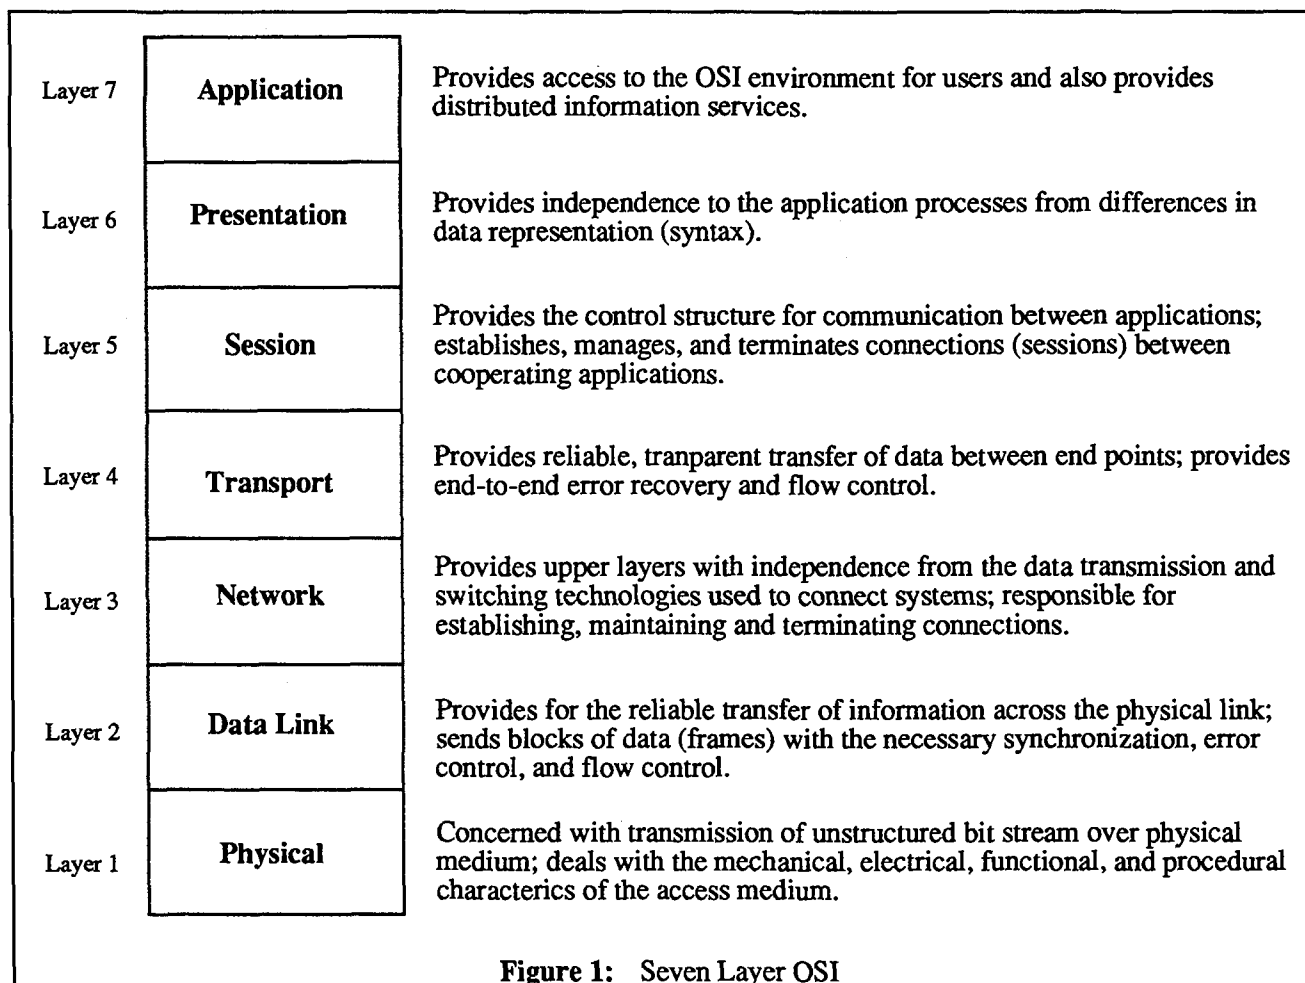 Layer 7
Application
Provides access to the OSI environment for users and also provides
distributed information services.
Layer 6
Presentation
Provides independence to the application processes from differences in
data representation (syntax).
Layer 5
Session
Provides the control structure for communication between applications;
establishes, manages, and terminates connections (sessions) between
cooperating applications.
Layer 4
Transport
Provides reliable, tranparent transfer of data between end points; provides
end-to-end error recovery and flow control.
Layer 3
Network
Provides upper layers with independence from the data transmission and
switching technologies used to connect systems; responsible for
establishing, maintaining and terminating connections.
Layer 2
Data Link
Provides for the reliable transfer of information across the physical link;
sends blocks of data (frames) with the necessary synchronization, error
control, and flow control.
Layer 1
Physical
Concerned with transmission of unstructured bit stream over physical
medium; deals with the mechanical, electrical, functional, and procedural
characterics of the access medium.
Figure 1: Seven Layer OSI